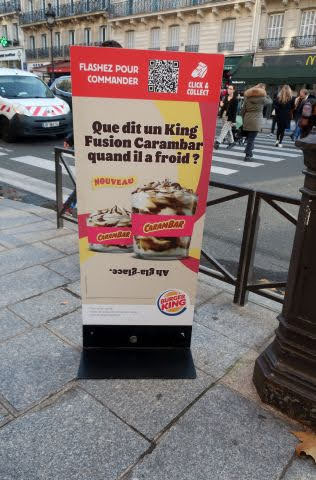 FLASHEZ POUR
COMMANDER
CLICK &
COLLECT
Que dit un King
Fusion Carambar
quand il a froid ?
NOUVEAU
CARAMBAR
CARAMBAR
Ah gla-glace.
BURGER
KING